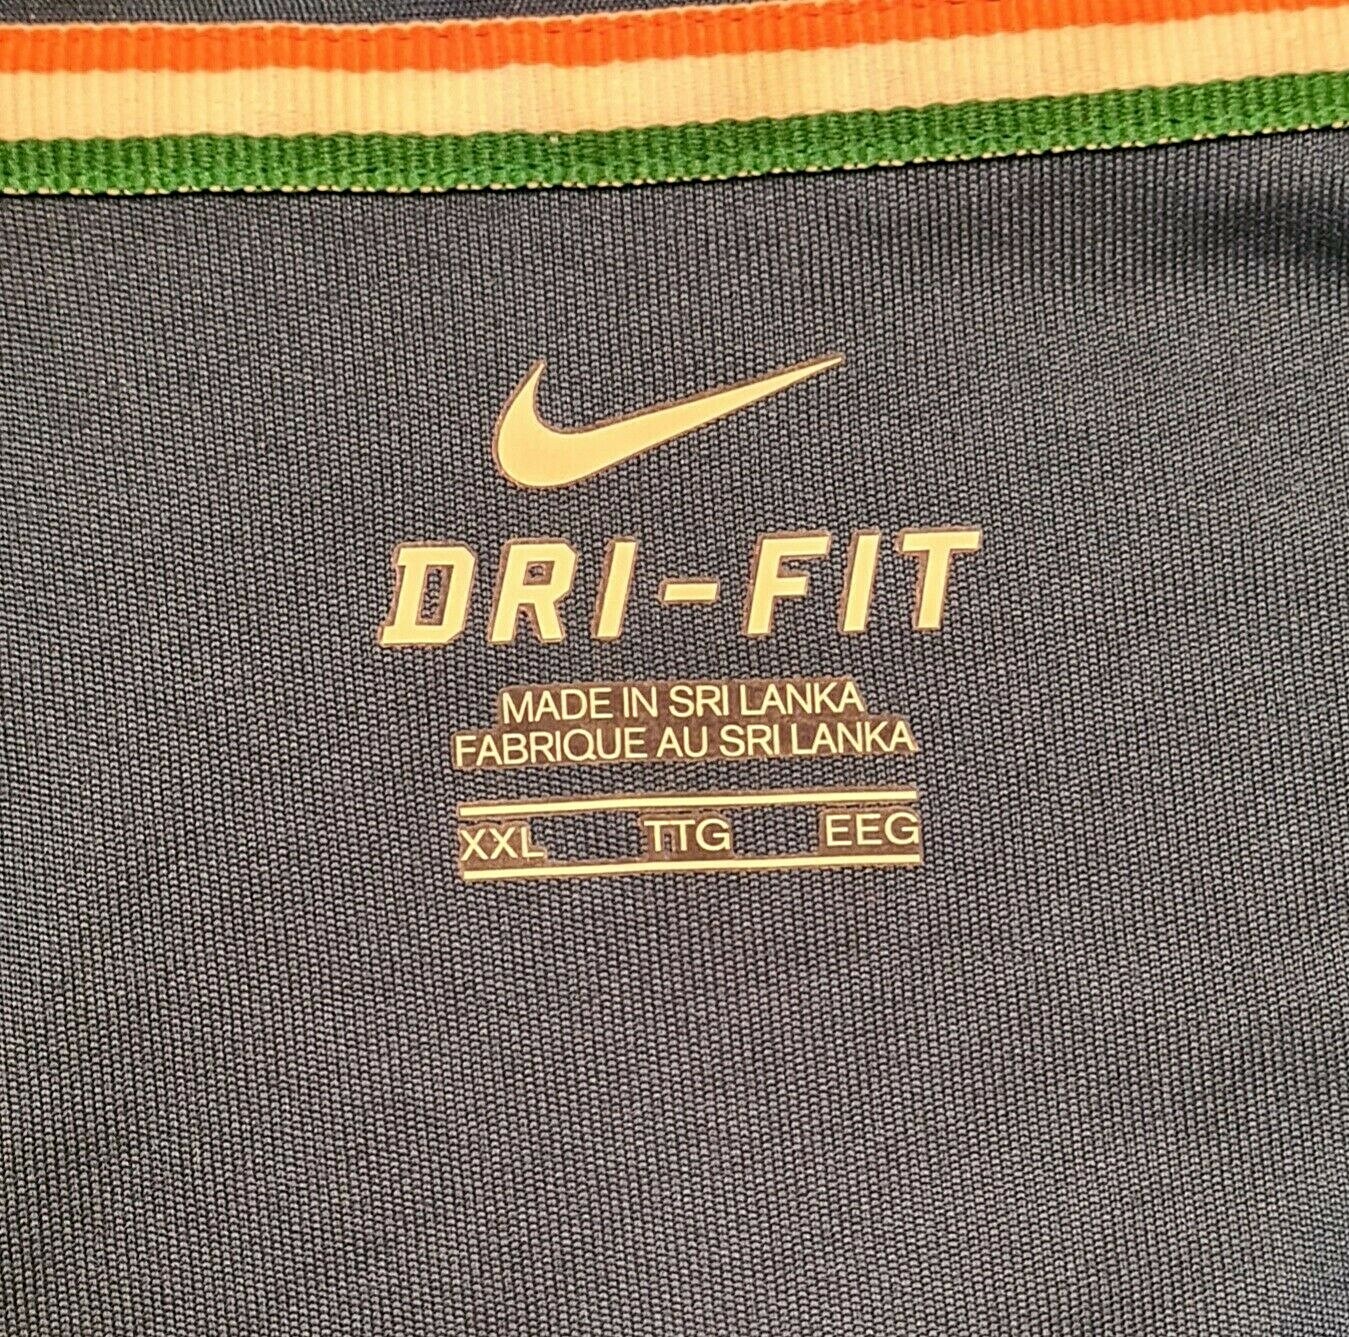 DRI-FIT
MADE IN SRI LANKA
FABRIQUE AU SRI LANKA
XXL TTG EEG